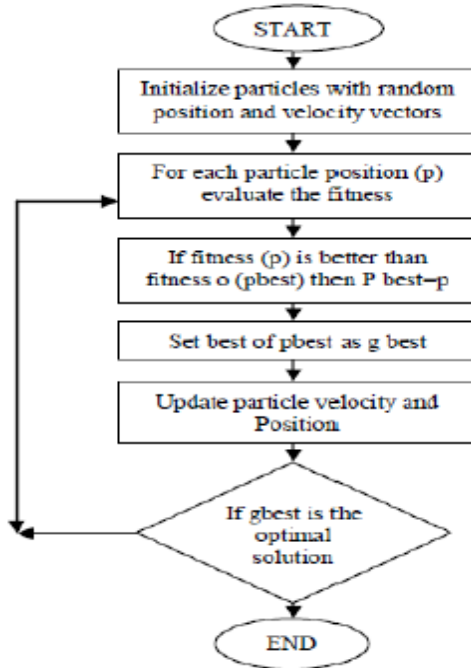 START
Initialize particles with random
position and velocity vectors
For each particle position (p)
evaluate the fitness
If fitness (p) is better than
fitness o (pbest) then P best=p
Set best of pbest as g best
Update particle velocity and
Position
If gbest is the
optimal
solution
END